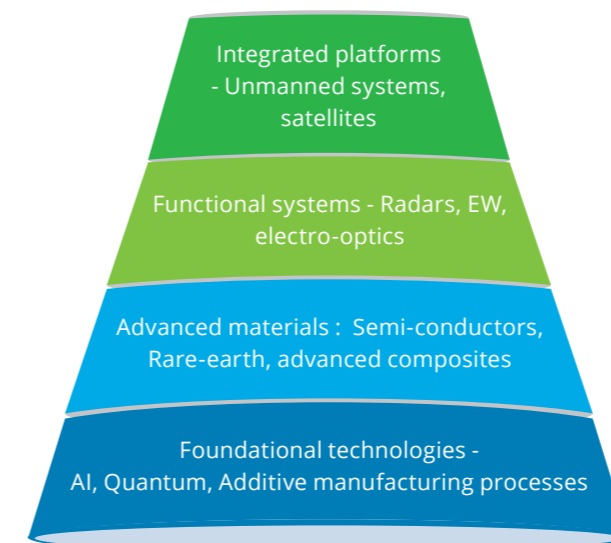 Integrated platforms
- Unmanned systems,
satellites
Functional systems - Radars, EW,
electro-optics
Advanced materials :  Semi-conductors,
Rare-earth, advanced composites
Foundational technologies -
AI, Quantum, Additive manufacturing processes